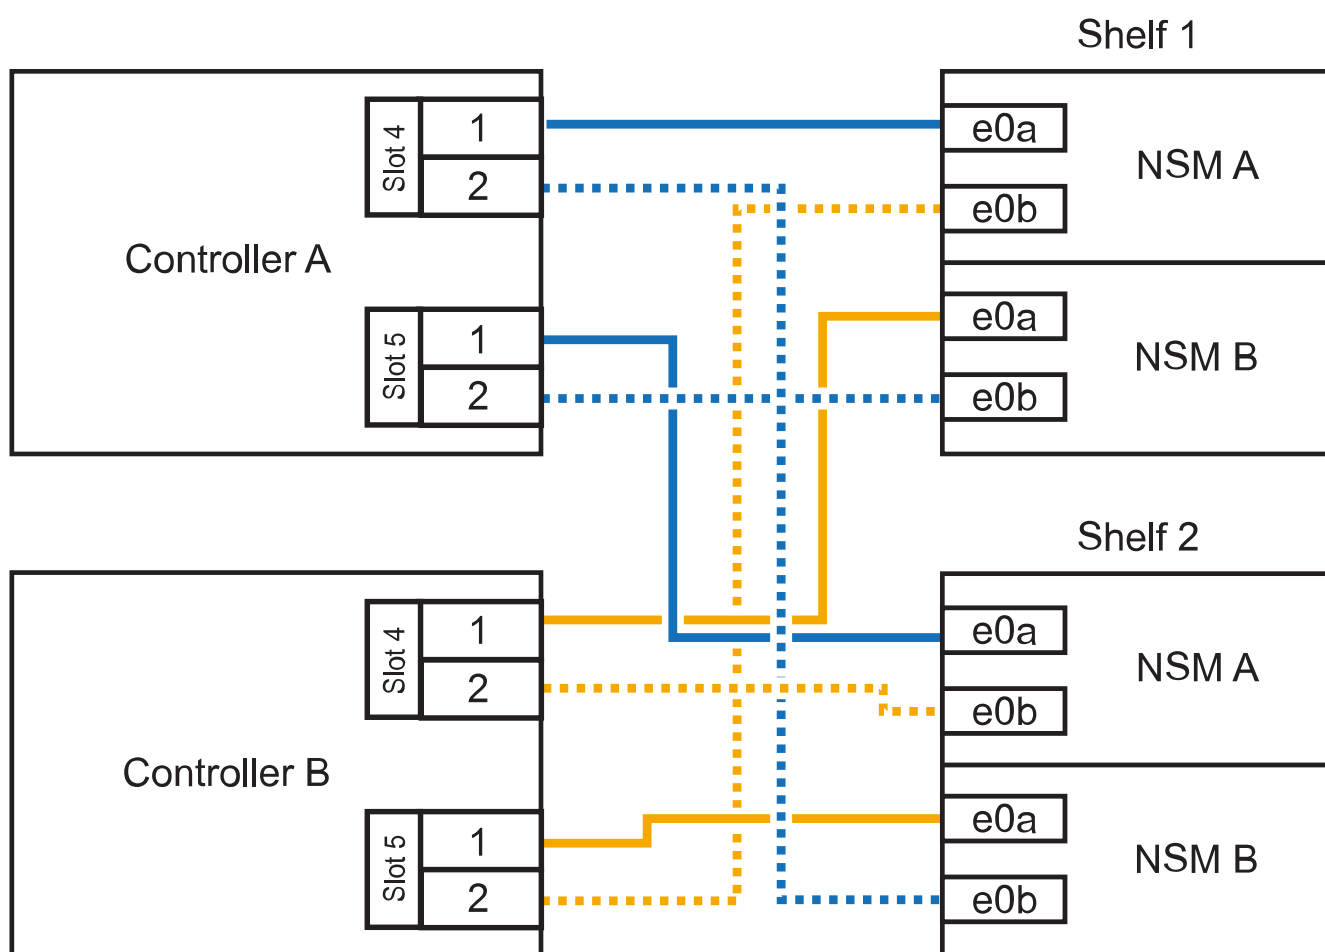 Shelf 1
Controller A
Slot 4
1
2
Slot 5
1
2
e0a
e0b
NSM A
e0a
e0b
NSM B
Shelf 2
Controller B
Slot 4
1
2
Slot 5
1
2
e0a
e0b
NSM A
e0a
e0b
NSM B